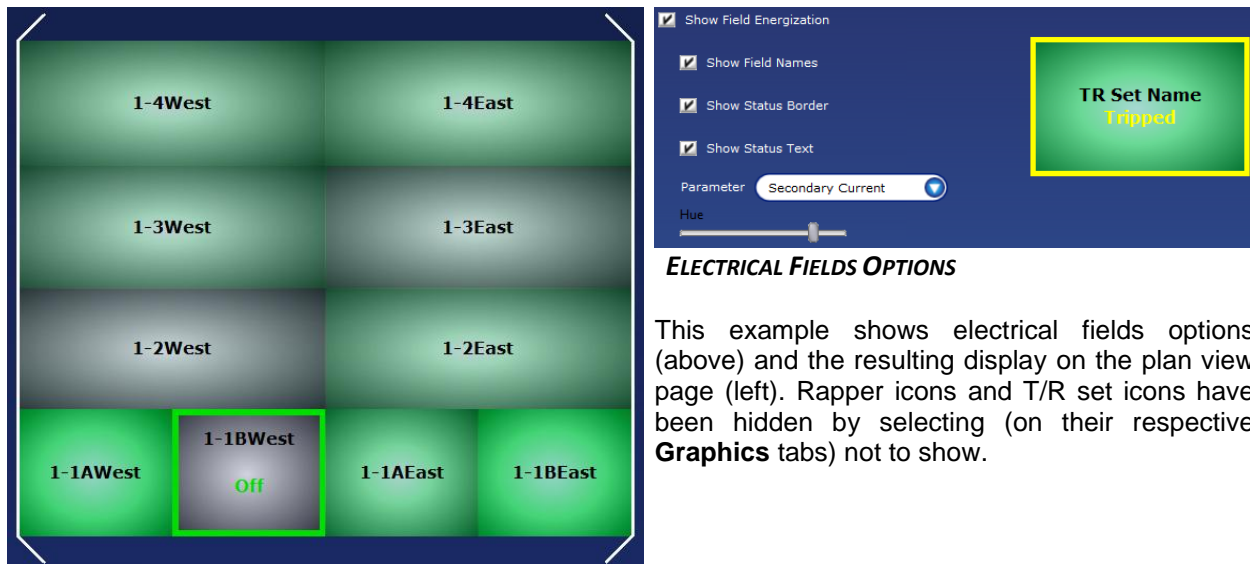 1-4West
1-4East
1-3West
1-3East
1-2West
1-2East
1-1AWest
1-1BWest
Off
1-1AEast
1-1BEast
Show Field Energization
Show Field Names
Show Status Border
Show Status Text
Parameter Secondary Current
Hue
TR Set Name
Tripped
ELECTRICAL FIELDS OPTIONS
This example shows electrical fields options
(above) and the resulting display on the plan view
page (left). Rapper icons and T/R set icons have
been hidden by selecting (on their respective
Graphics tabs) not to show.